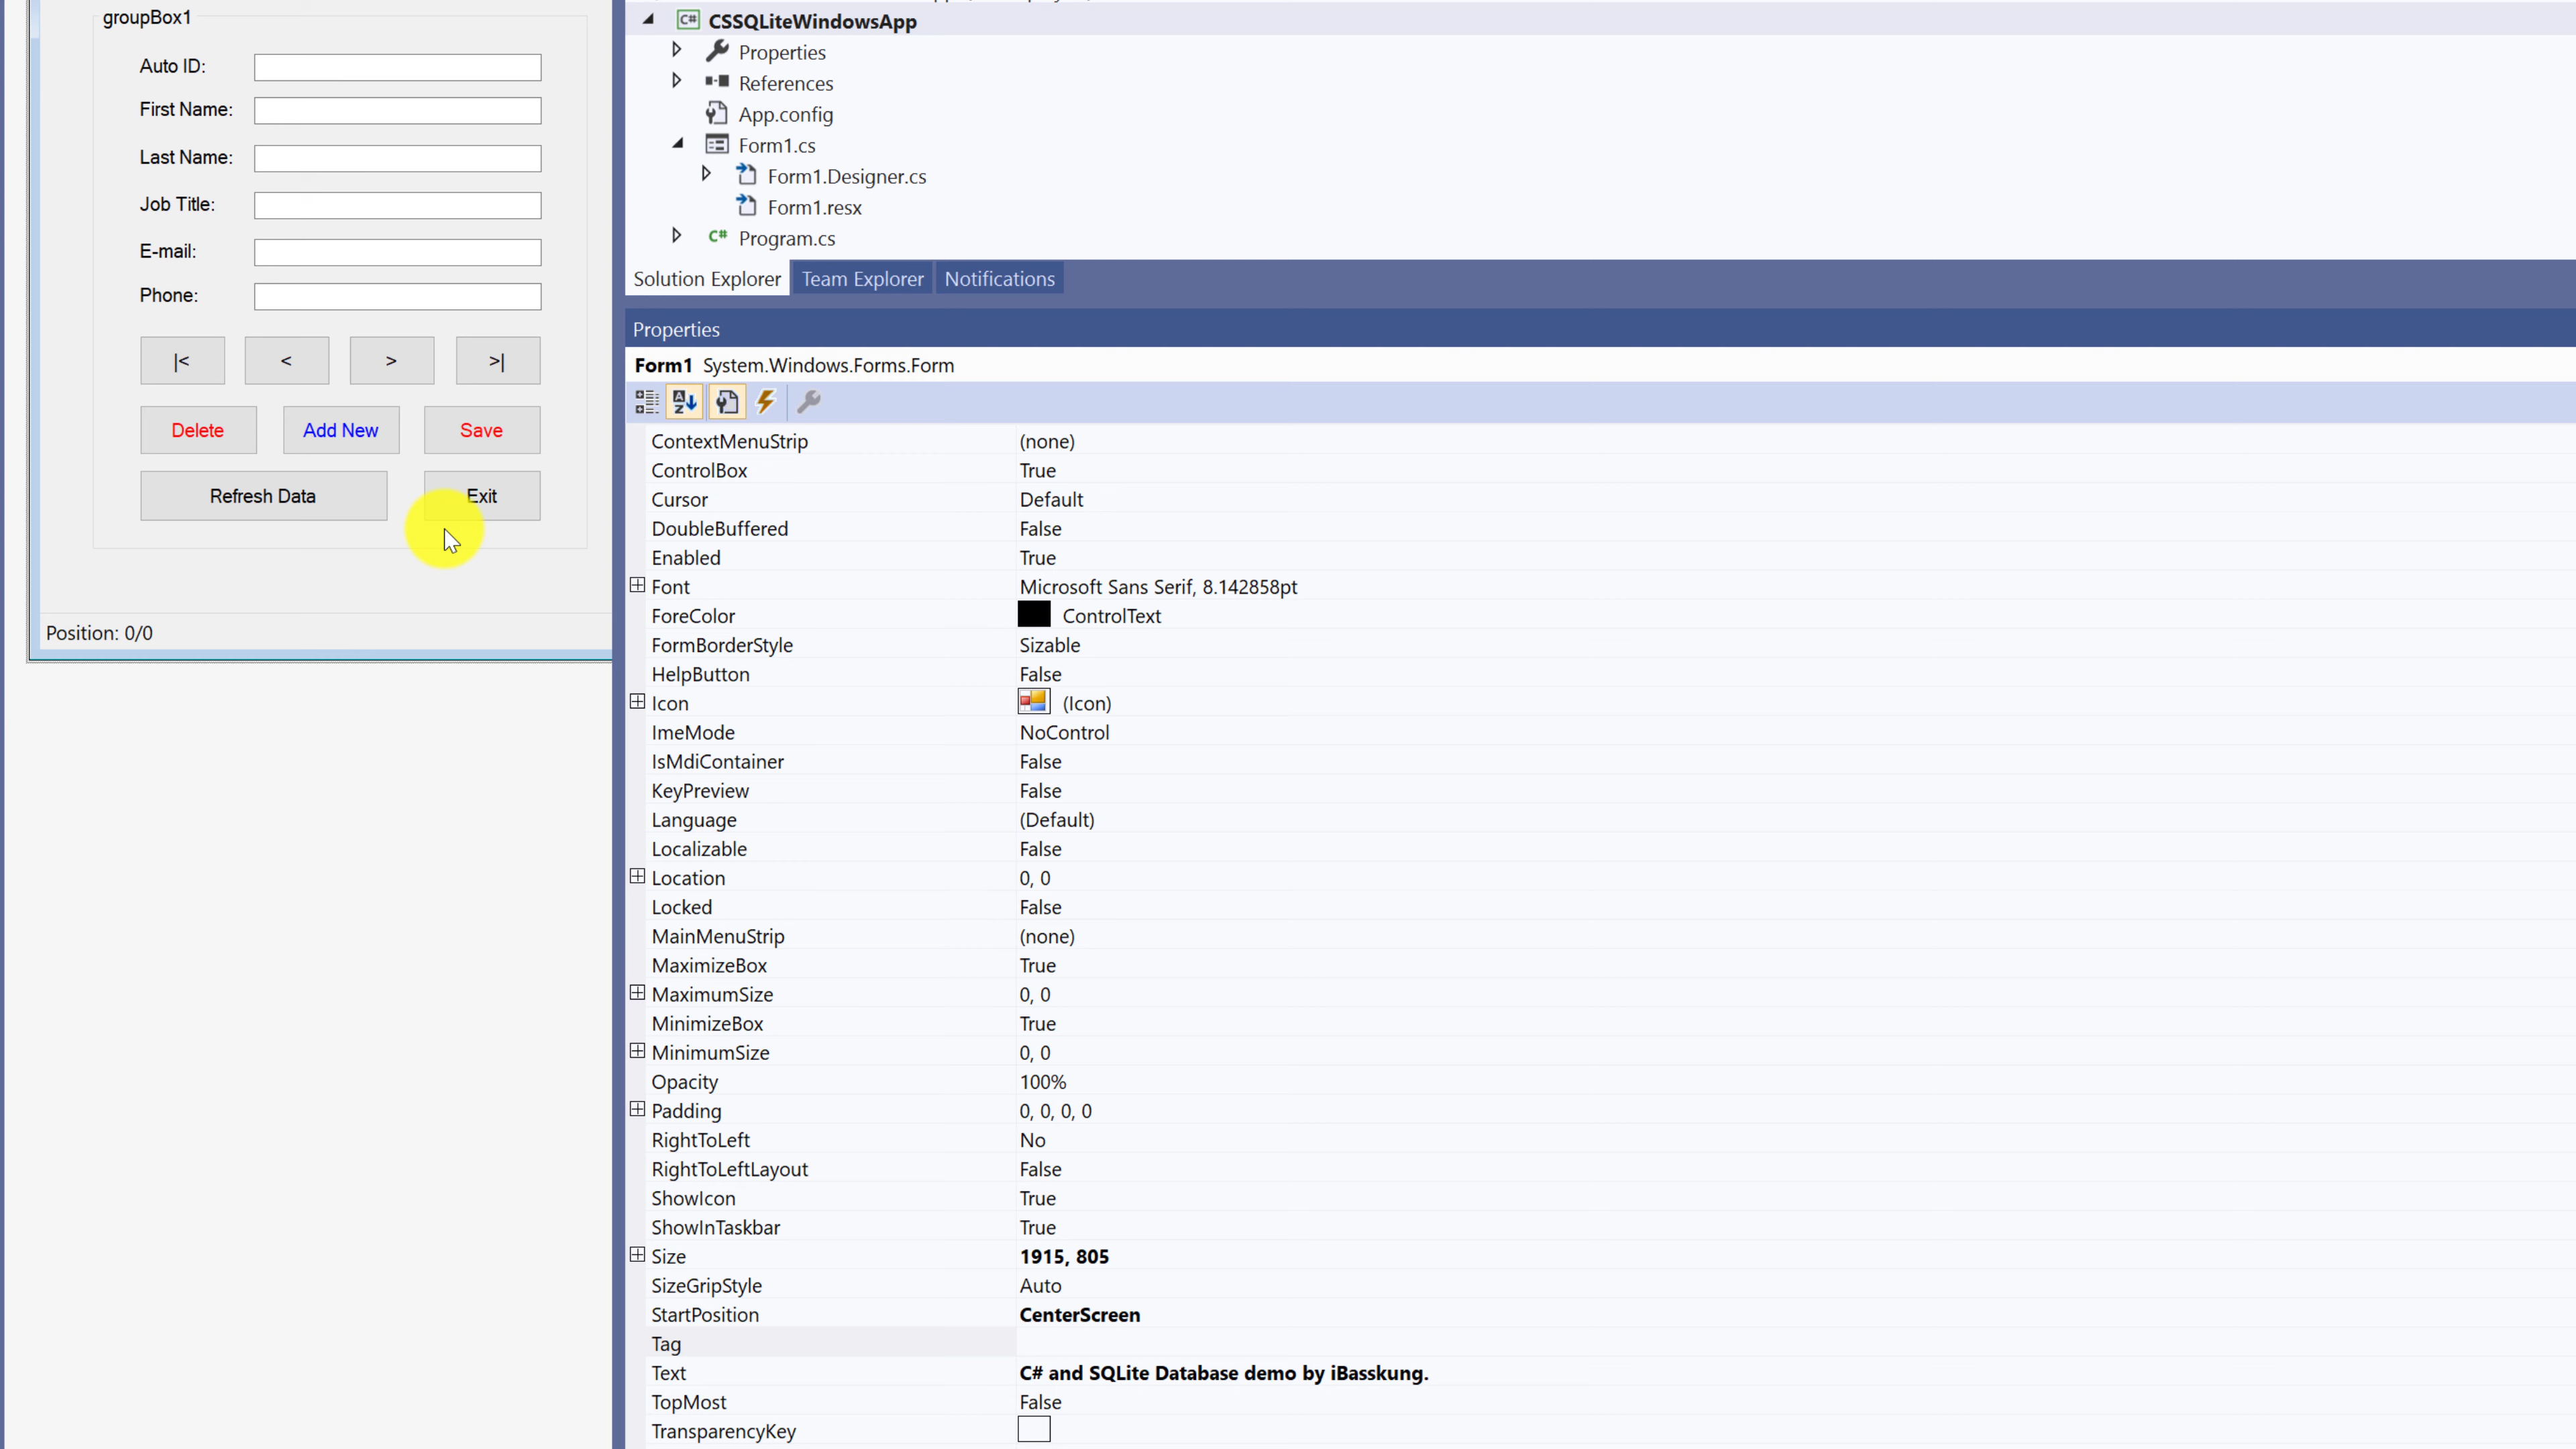 groupBox1
Auto ID:
First Name:
Last Name:
Job Title:
E-mail:
Phone:
|<
<
>
>|
Delete
Add New
Save
Refresh Data
Exit
Position: 0/0
C# CSSQLiteWindowsApp
Properties
References
App.config
Form1.cs
Form1.Designer.cs
Form1.resx
C# Program.cs
Solution Explorer
Team Explorer
Notifications
Properties
Form1 System.Windows.Forms.Form
ContextMenuStrip (none)
ControlBox True
Cursor Default
DoubleBuffered False
Enabled True
Font Microsoft Sans Serif, 8.142858pt
ForeColor ControlText
FormBorderStyle Sizable
HelpButton False
Icon (Icon)
ImeMode NoControl
IsMdiContainer False
KeyPreview False
Language (Default)
Localizable False
Location 0, 0
Locked False
MainMenuStrip (none)
MaximizeBox True
MaximumSize 0, 0
MinimizeBox True
MinimumSize 0, 0
Opacity 100%
Padding 0, 0, 0, 0
RightToLeft No
RightToLeftLayout False
ShowIcon True
ShowInTaskbar True
Size 1915, 805
SizeGripStyle Auto
StartPosition CenterScreen
Tag
Text C# and SQLite Database demo by iBasskung.
TopMost False
TransparencyKey